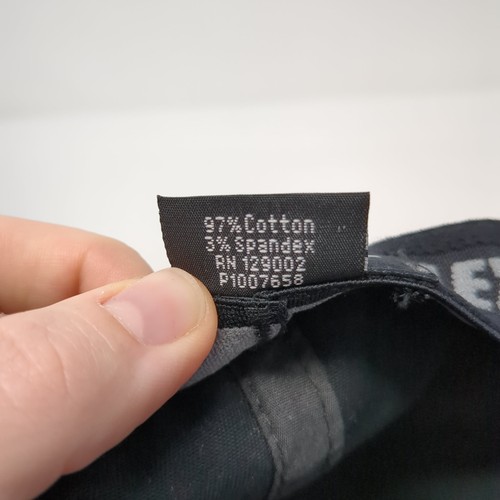 97% Cotton
3% Spandex
RN 129002
P1007658